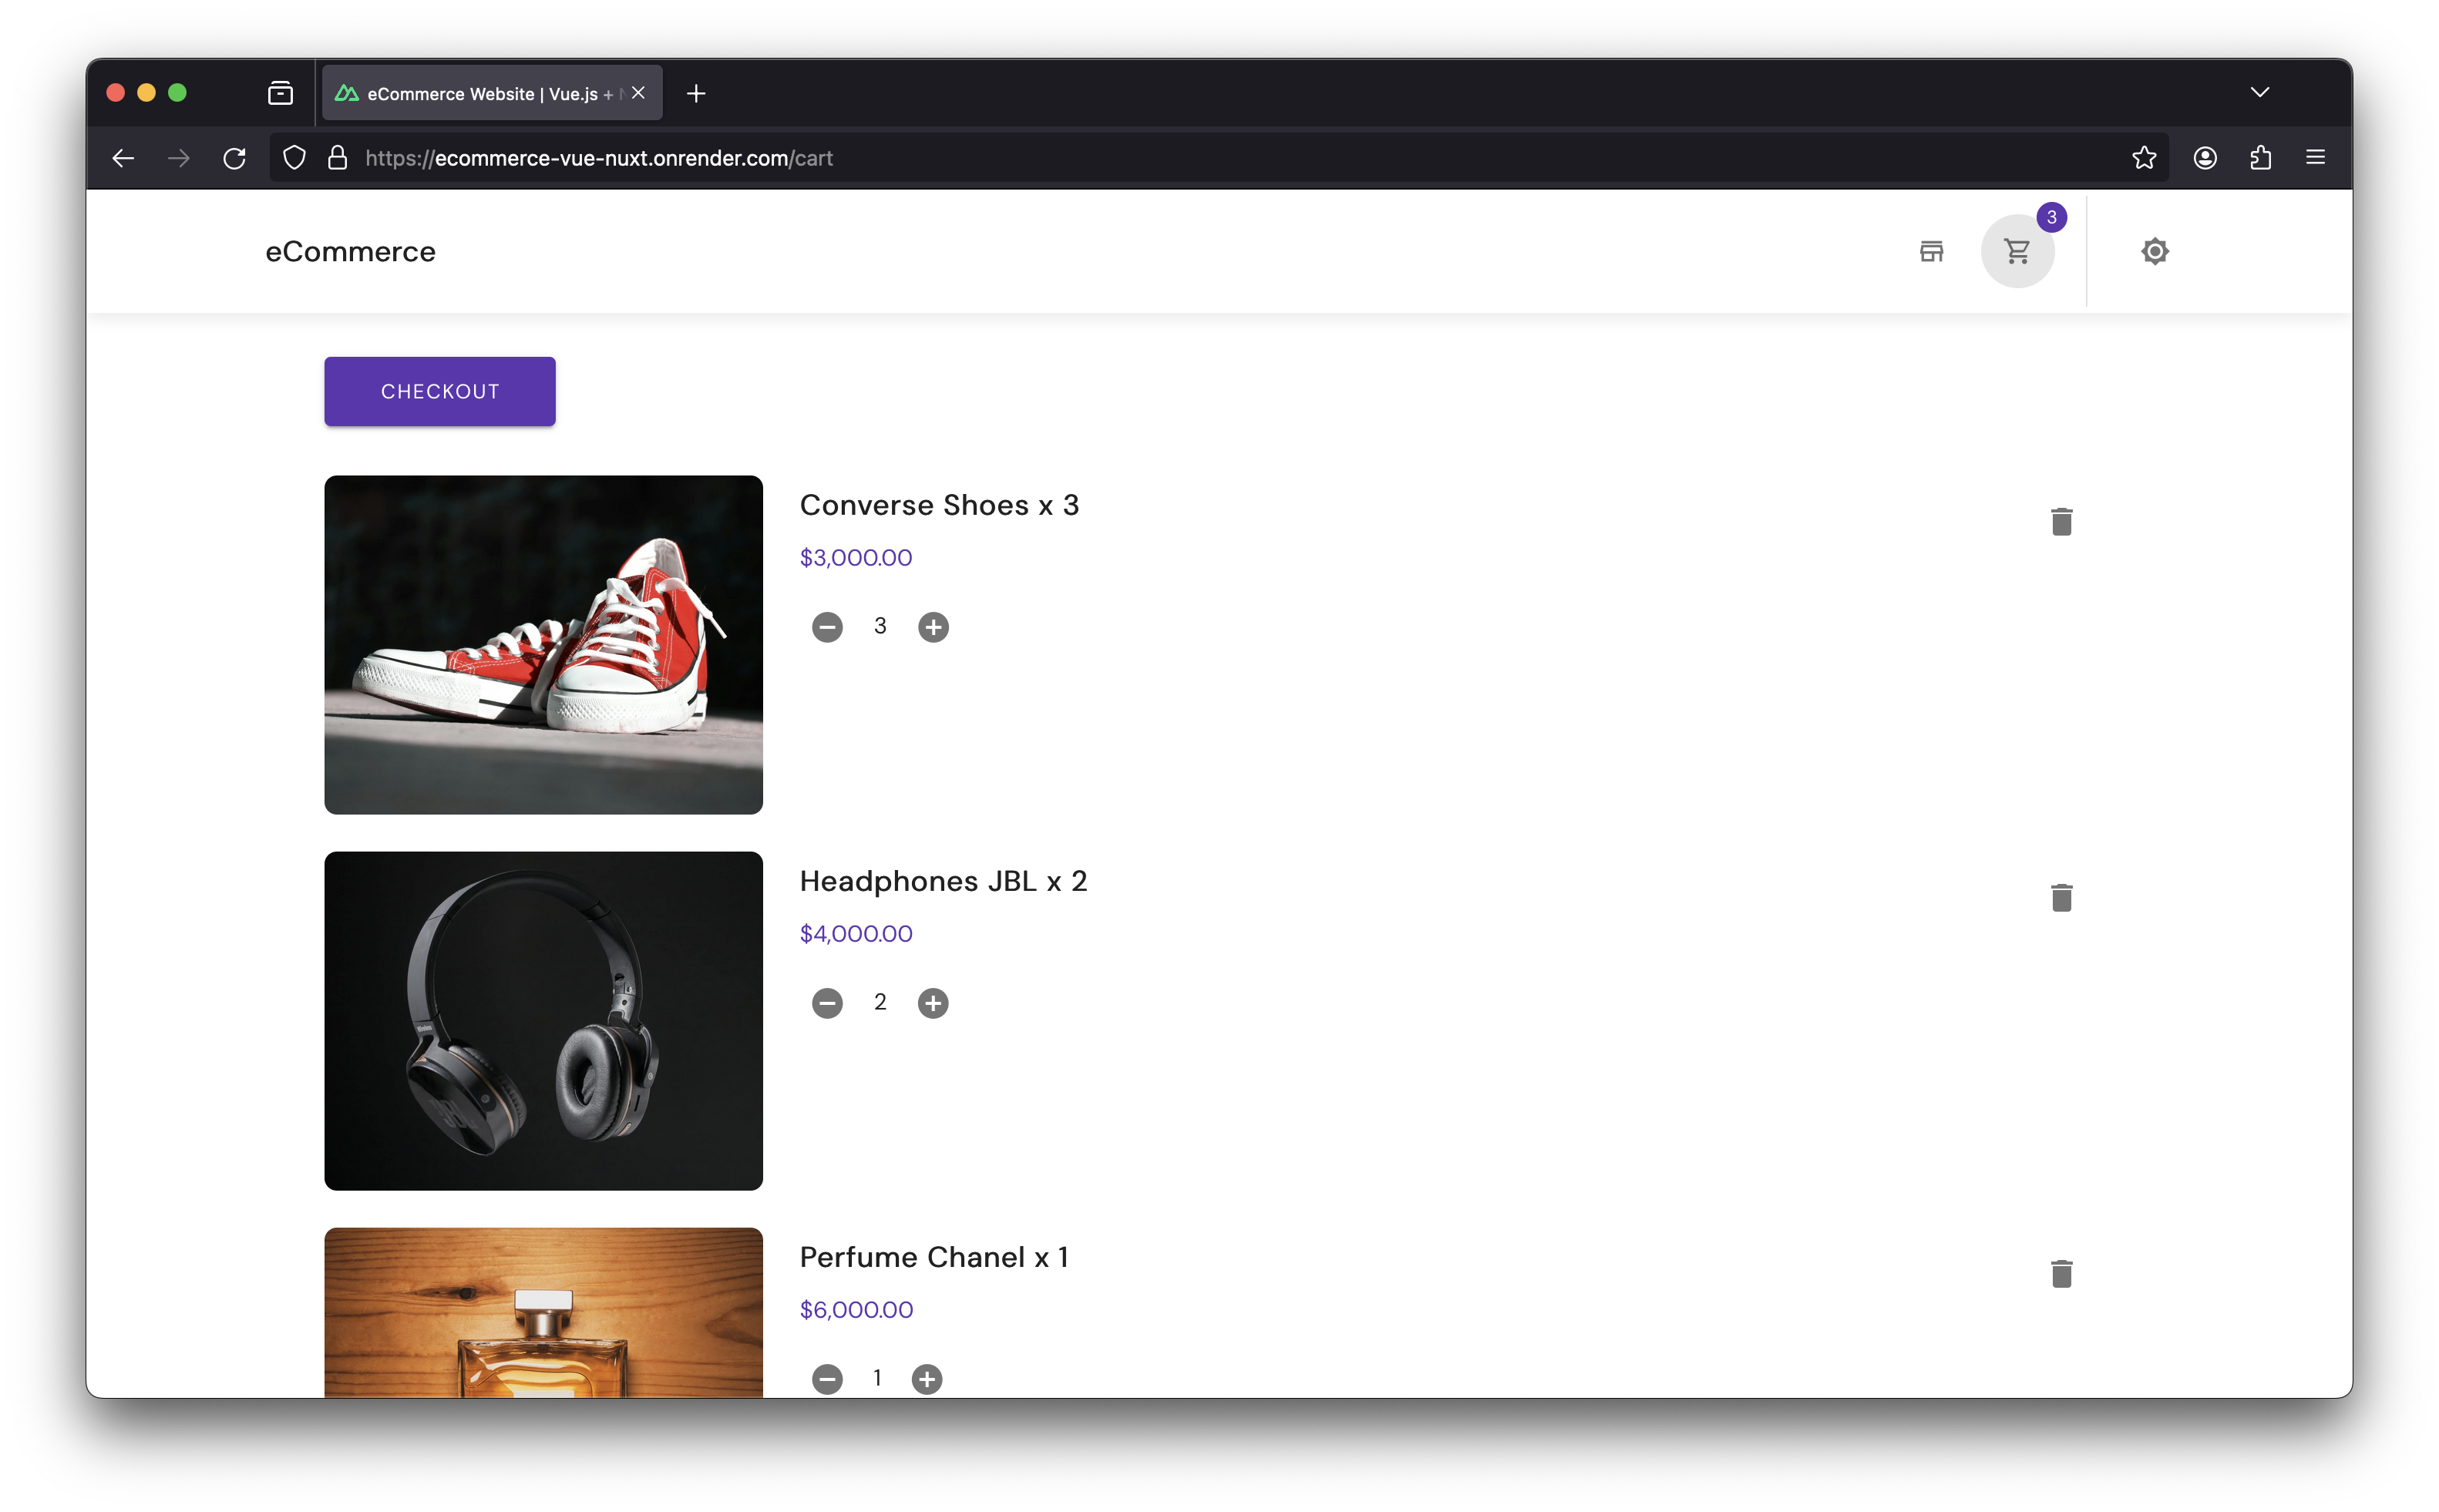 eCommerce Website | Vue.js +
https://ecommerce-vue-nuxt.onrender.com/cart
eCommerce
3
CHECKOUT
Converse Shoes x 3
$3,000.00
3
Headphones JBL x 2
$4,000.00
2
Perfume Chanel x 1
$6,000.00
1